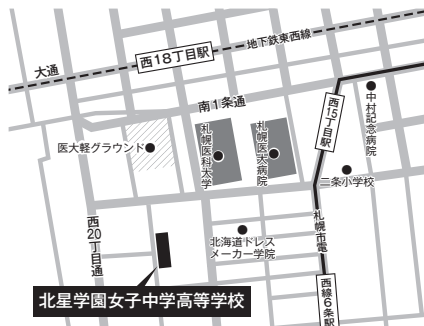 西18丁目駅
地下鉄東西線
大通
南1条通
西15丁目駅
中村記念病院
医大軽グラウンド
札幌医科大学
札幌医大病院
二条小学校
西20丁目通
北海道ドレス
メーカー学院
札幌市電
西線6条駅
北星学園女子中学高等学校